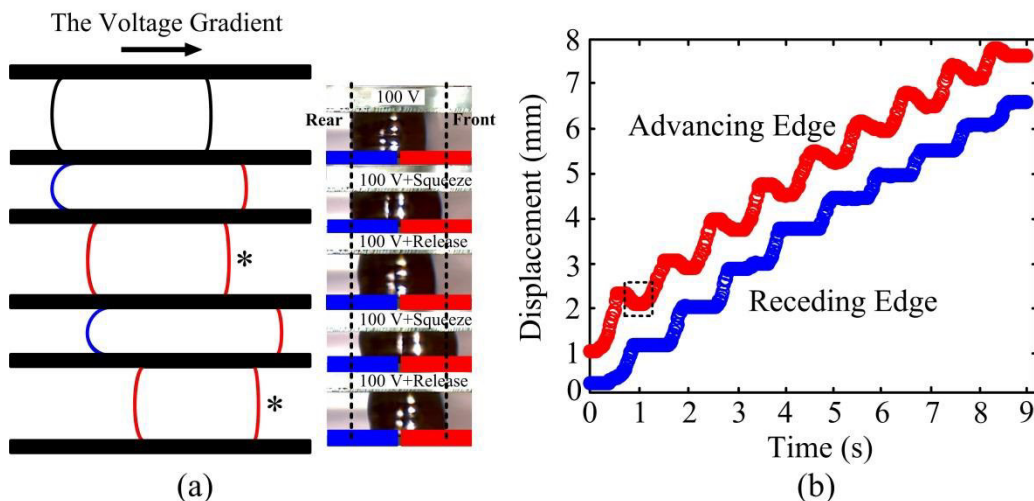 The Voltage Gradient
100 V
Rear
Front
100 V+Squeeze
100 V+Release
*
100 V+Squeeze
100 V+Release
*
(a)
8
7
6
5
4
3
2
1
0
Displacement (mm)
Advancing Edge
Receding Edge
0 1 2 3 4 5 6 7 8 9
Time (s)
(b)